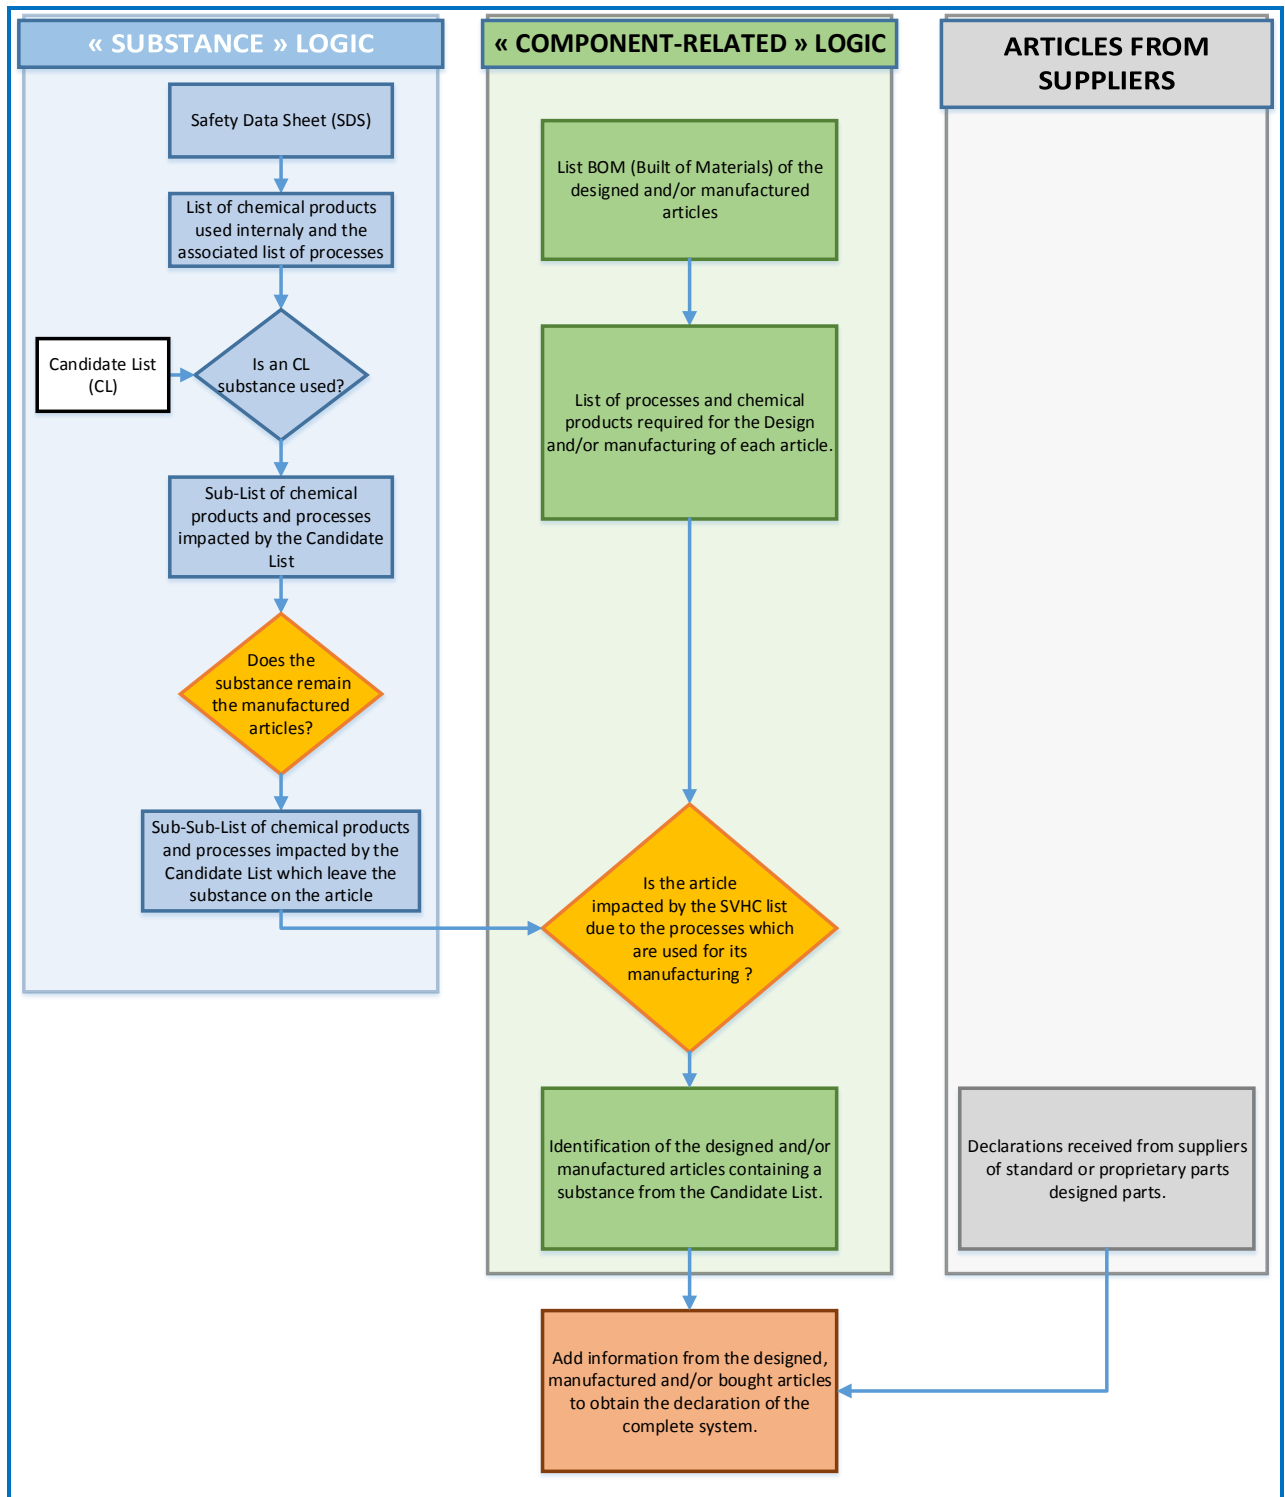 « SUBSTANCE » LOGIC
Safety Data Sheet (SDS)
List of chemical products
used internaly and the
associated list of processes
Candidate List
(CL)
Is an CL
substance used?
Sub-List of chemical
products and processes
impacted by the Candidate
List
Does the
substance remain
the manufactured
articles?
Sub-Sub-List of chemical products
and processes impacted by the
Candidate List which leave the
substance on the article
« COMPONENT-RELATED » LOGIC
List BOM (Built of Materials) of the
designed and/or manufactured
articles
List of processes and chemical
products required for the Design
and/or manufacturing of each article.
Is the article
impacted by the SVHC list
due to the processes which
are used for its
manufacturing ?
Identification of the designed and/or
manufactured articles containing a
substance from the Candidate List.
ARTICLES FROM
SUPPLIERS
Declarations received from suppliers
of standard or proprietary parts
designed parts.
Add information from the designed,
manufactured and/or bought articles
to obtain the declaration of the
complete system.